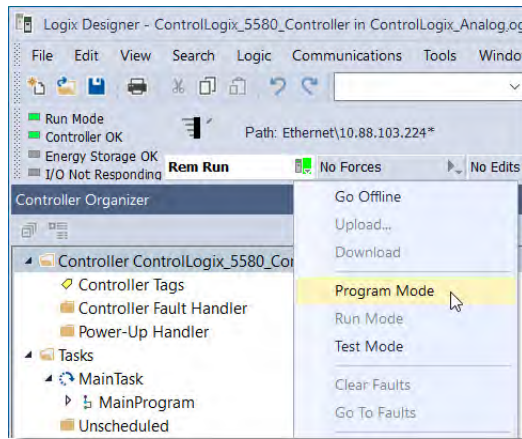 Logix Designer - ControlLogix_5580_Controller in ControlLogix_Analog.
File Edit View Search Logic Communications Tools Windo
Run Mode
Controller OK
Energy Storage OK
I/O Not Responding
Path: Ethernet\10.88.103.224*
Rem Run No Forces No Edits
Controller Organizer
Controller ControlLogix_5580_Co
Controller Tags
Controller Fault Handler
Power-Up Handler
Tasks
MainTask
MainProgram
Unscheduled
Go Offline
Upload...
Download
Program Mode
Run Mode
Test Mode
Clear Faults
Go To Faults